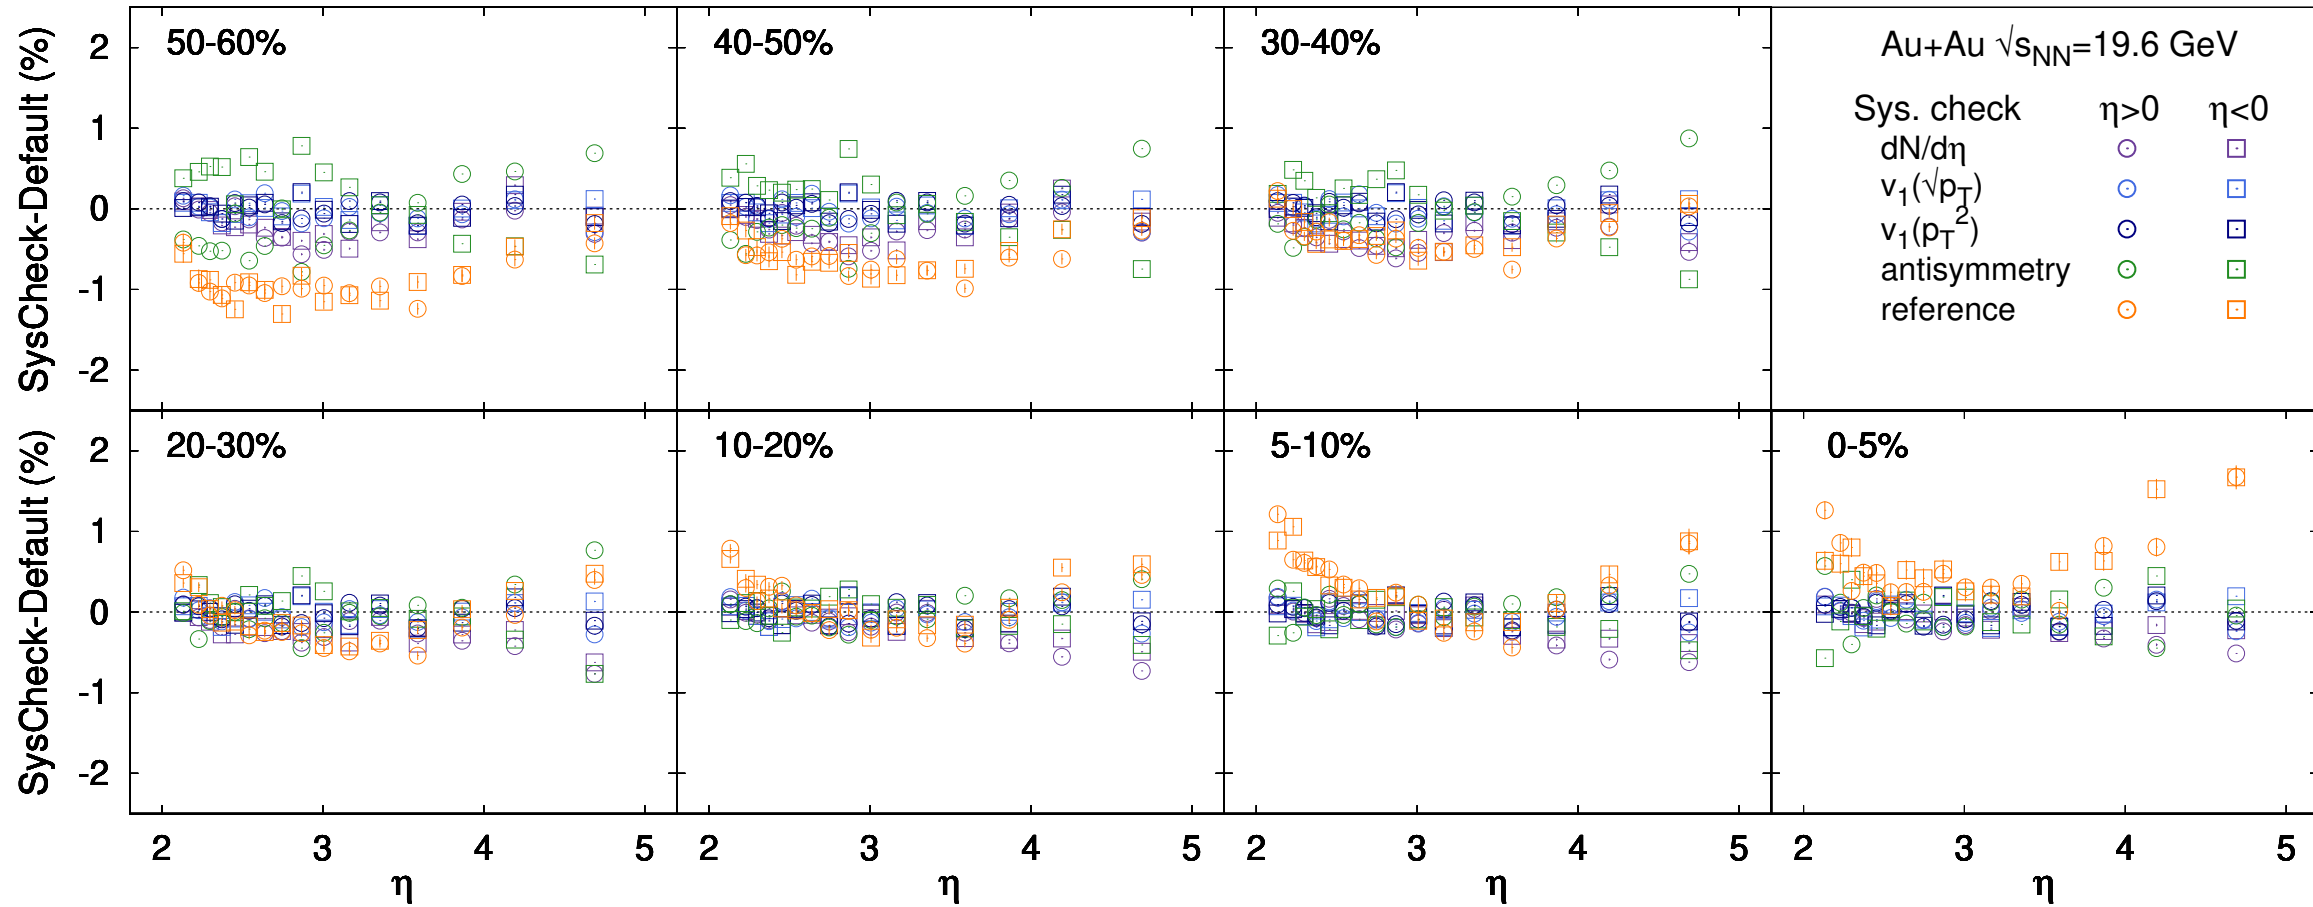 50-60%
40-50%
30-40%
Au+Au √sNN=19.6 GeV
Sys. check η>0 η<0
dN/dη
v1(√pT)
v1(pT2)
antisymmetry
reference
SysCheck-Default (%)
2
1
0
-1
-2
20-30%
10-20%
5-10%
0-5%
SysCheck-Default (%)
2
1
0
-1
-2
2 3 4 5 2 3 4 5 2 3 4 5 2 3 4 5
η η η η